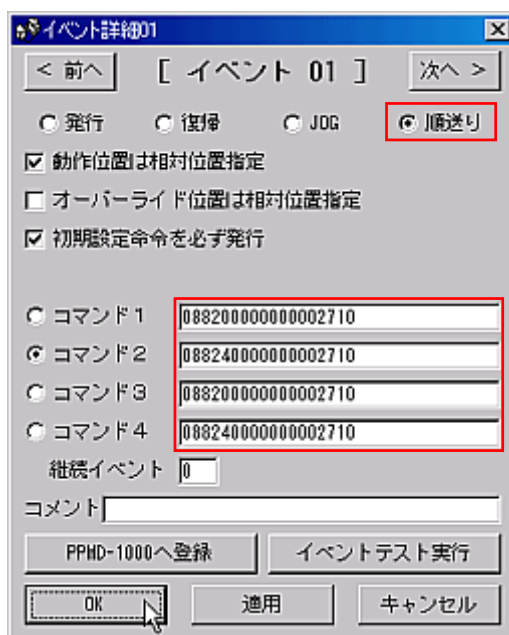 イベント詳細01
< 前へ [ イベント 01 ] 次へ >
発行 復帰 JOG 順送り
動作位置は相対位置指定
オーバーライド位置は相対位置指定
初期設定命令を必ず発行
コマンド1 088200000000002710
コマンド2 088240000000002710
コマンド3 088200000000002710
コマンド4 088240000000002710
継続イベント 0
コメント
PPMD-1000へ登録 イベントテスト実行
OK 適用 キャンセル